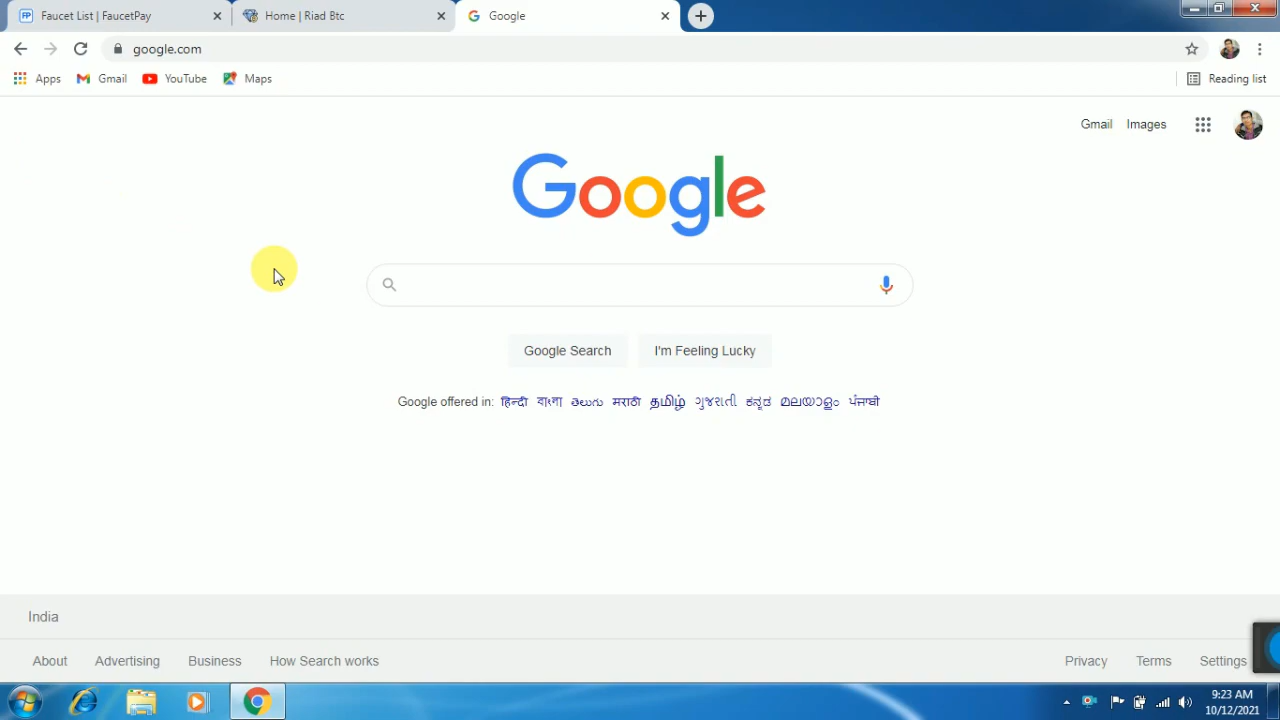 Faucet List | FaucetPay
Home | Riad Btc
Google
google.com
Apps Gmail YouTube Maps
Reading list
Gmail Images
Google
Google Search
I'm Feeling Lucky
Google offered in: हिन्दी বাংলা తెలుగు मराठी தமிழ் ગુજરાતી ಕನ್ನಡ മലയാളം ਪੰਜਾਬੀ
India
About Advertising Business How Search works
Privacy Terms Settings
9:23 AM
10/12/2021